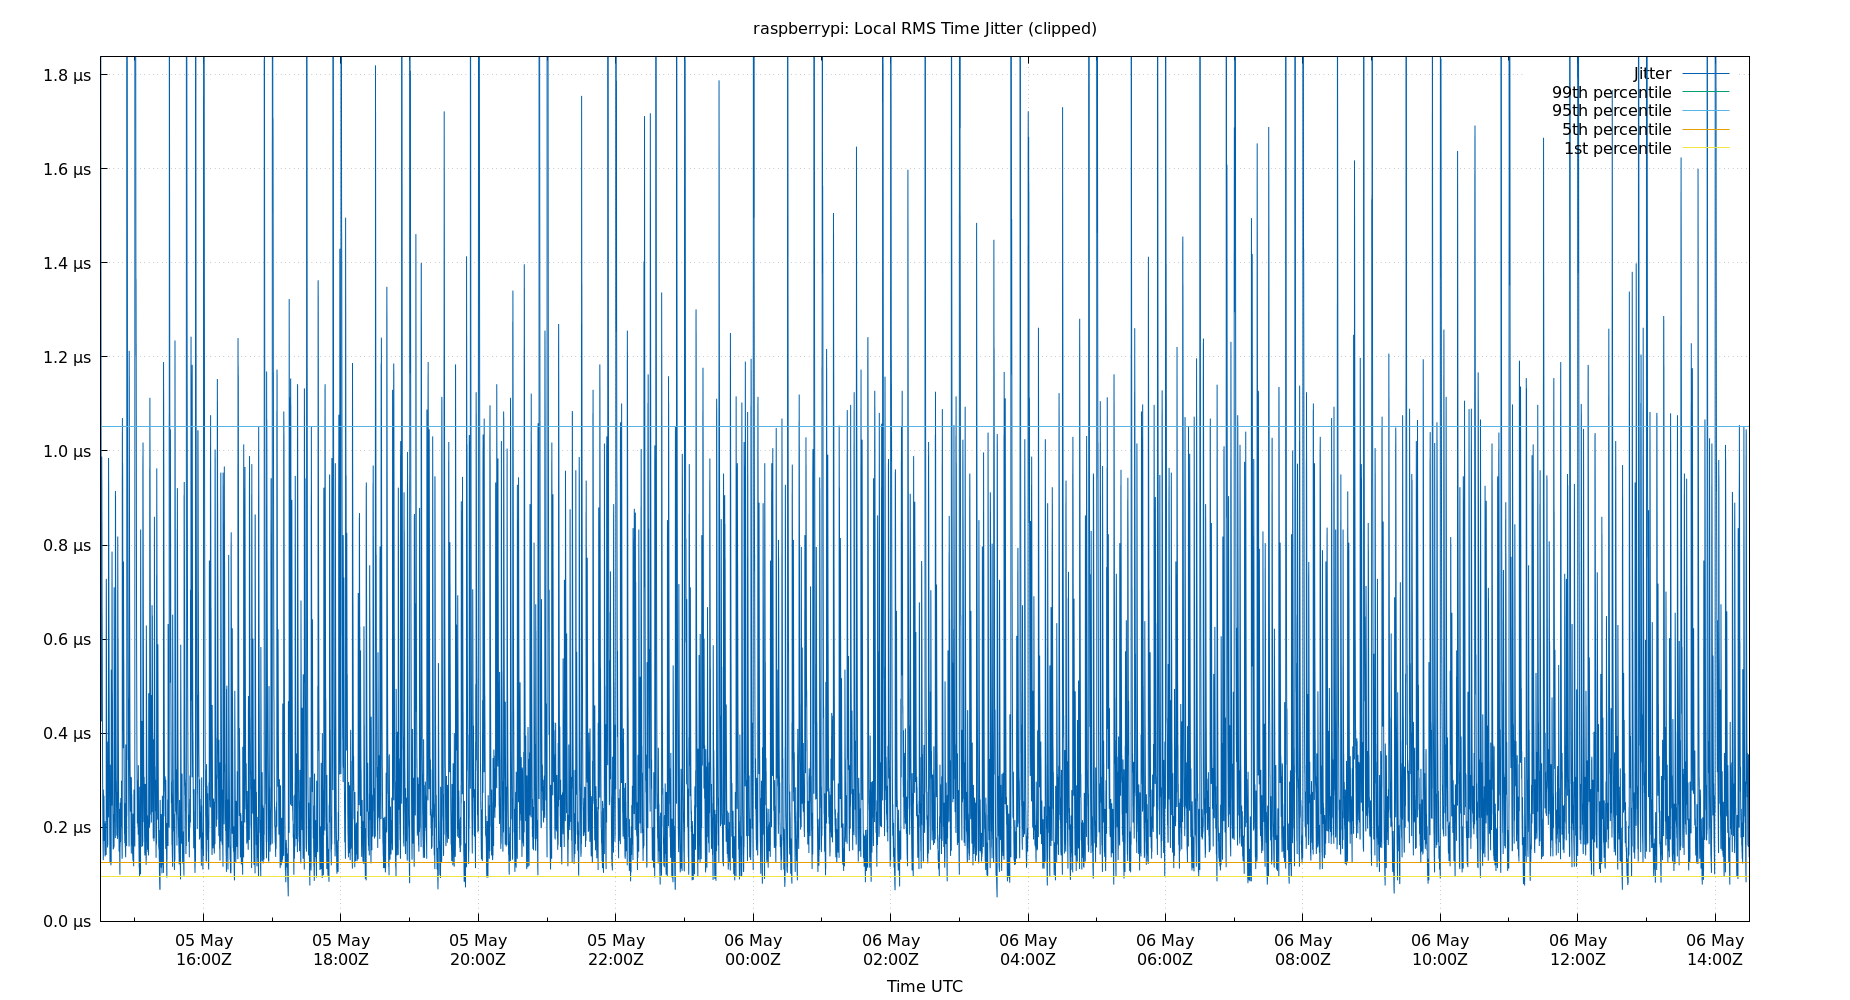 raspberrypi: Local RMS Time Jitter (clipped)
1.8 µs
1.6 µs
1.4 µs
1.2 µs
1.0 µs
0.8 µs
0.6 µs
0.4 µs
0.2 µs
0.0 µs
Jitter
99th percentile
95th percentile
5th percentile
1st percentile
05 May 05 May 05 May 05 May 06 May 06 May 06 May 06 May 06 May 06 May 06 May 06 May
16:00Z 18:00Z 20:00Z 22:00Z 00:00Z 02:00Z 04:00Z 06:00Z 08:00Z 10:00Z 12:00Z 14:00Z
Time UTC